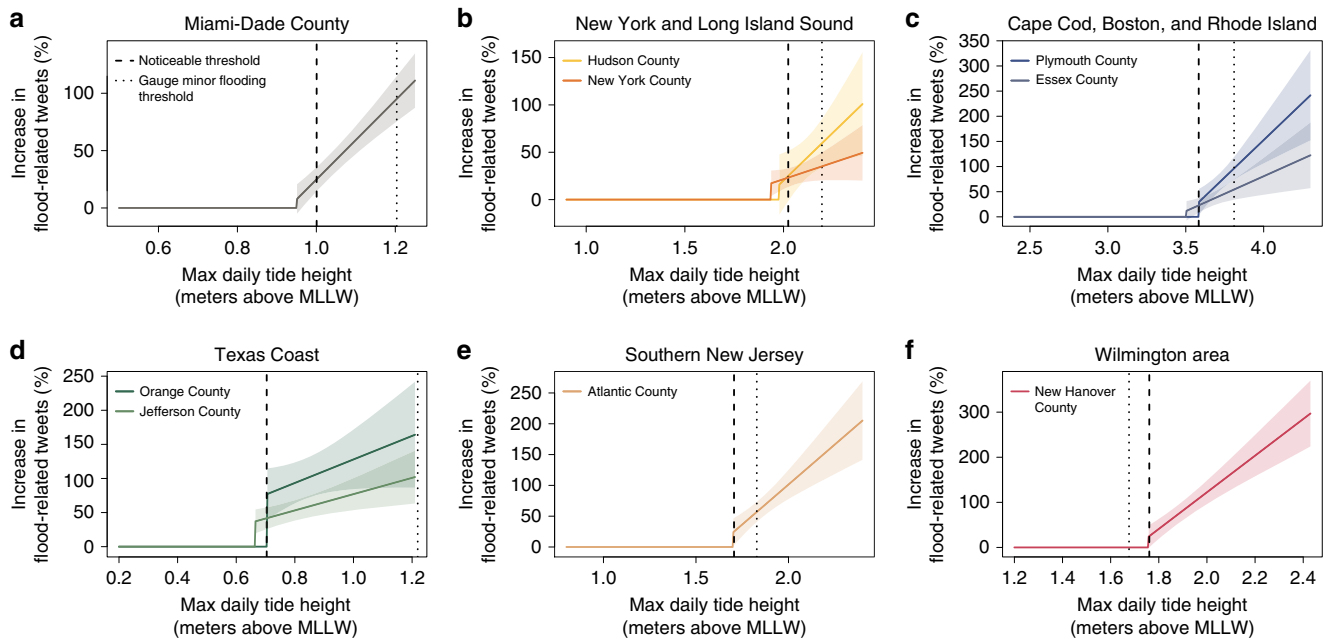 a
Miami-Dade County
Increase in
flood-related tweets (%)
100
50
0
Noticeable threshold
Gauge minor flooding
threshold
0.6 0.8 1.0 1.2
Max daily tide height
(meters above MLLW)
b
New York and Long Island Sound
Increase in
flood-related tweets (%)
150
100
50
0
Hudson County
New York County
1.0 1.5 2.0
Max daily tide height
(meters above MLLW)
c
Cape Cod, Boston, and Rhode Island
Increase in
flood-related tweets (%)
350
300
250
200
150
100
50
0
Plymouth County
Essex County
2.5 3.0 3.5 4.0
Max daily tide height
(meters above MLLW)
d
Texas Coast
Increase in
flood-related tweets (%)
250
200
150
100
50
0
Orange County
Jefferson County
0.2 0.4 0.6 0.8 1.0 1.2
Max daily tide height
(meters above MLLW)
e
Southern New Jersey
Increase in
flood-related tweets (%)
250
200
150
100
50
0
Atlantic County
1.0 1.5 2.0
Max daily tide height
(meters above MLLW)
f
Wilmington area
Increase in
flood-related tweets (%)
300
200
100
0
New Hanover
County
1.2 1.4 1.6 1.8 2.0 2.2 2.4
Max daily tide height
(meters above MLLW)